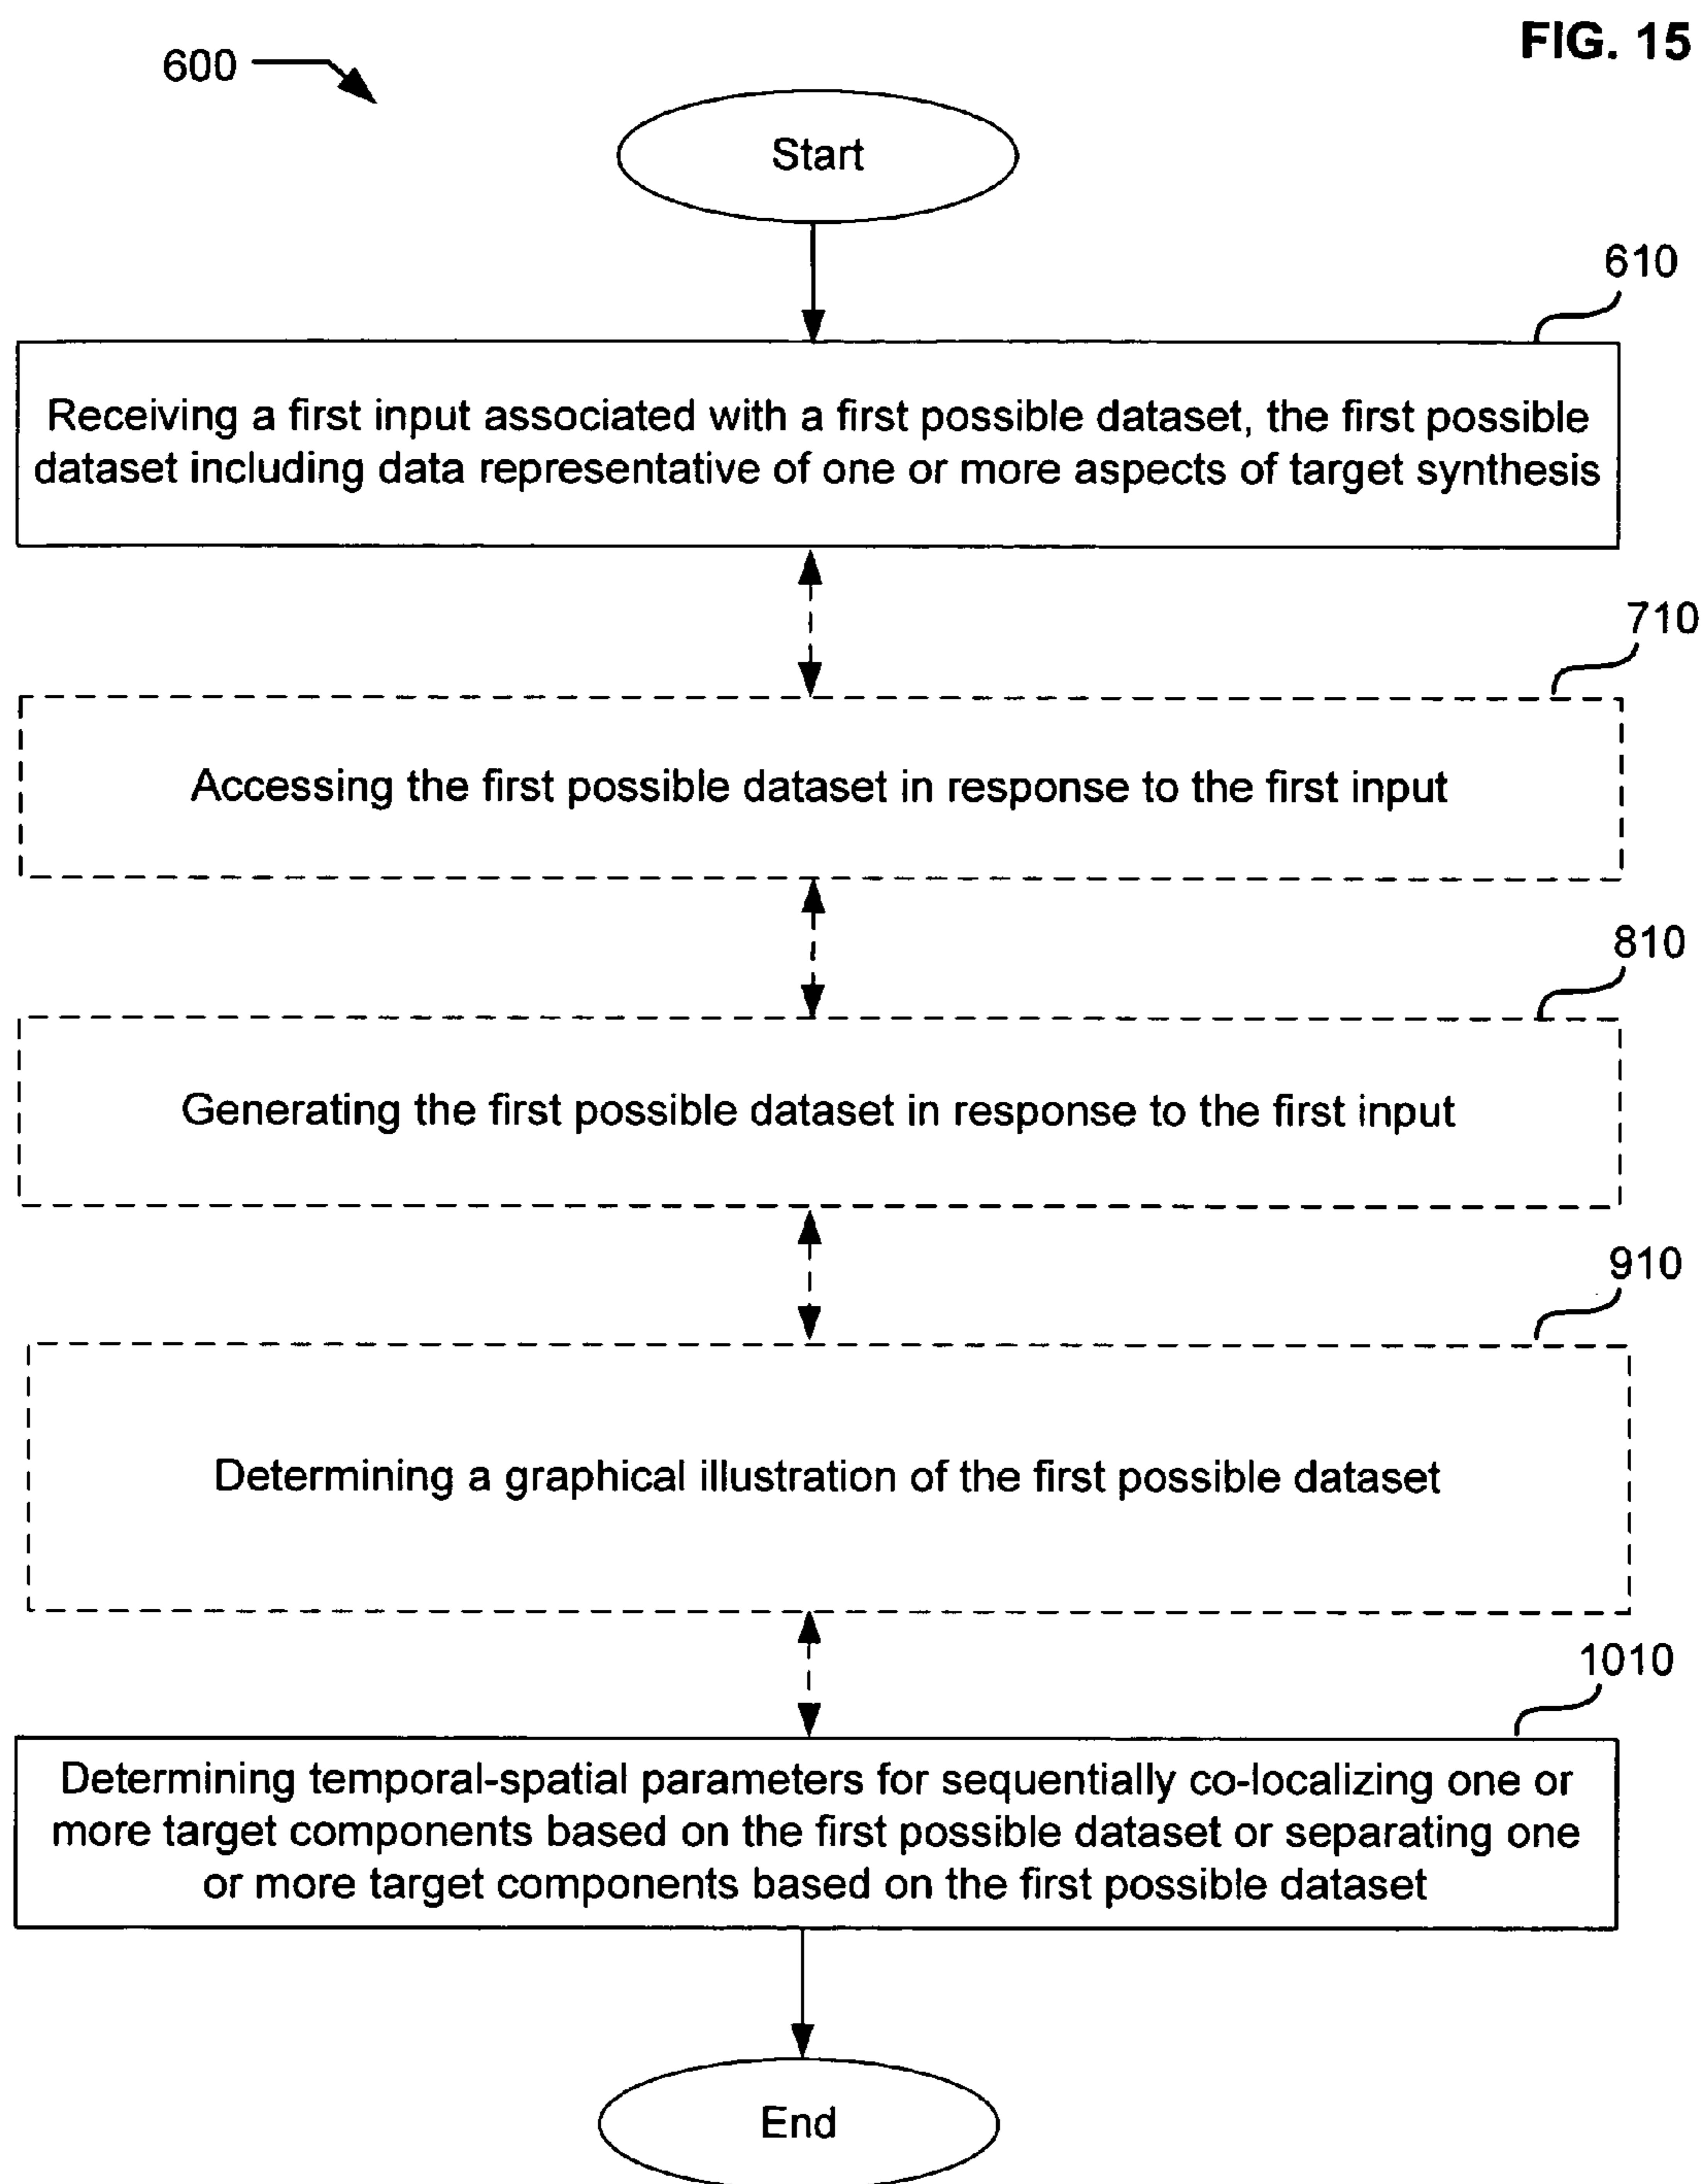 FIG. 15
600
Start
610
Receiving a first input associated with a first possible dataset, the first possible
dataset including data representative of one or more aspects of target synthesis
710
Accessing the first possible dataset in response to the first input
810
Generating the first possible dataset in response to the first input
910
Determining a graphical illustration of the first possible dataset
1010
Determining temporal-spatial parameters for sequentially co-localizing one or
more target components based on the first possible dataset or separating one
or more target components based on the first possible dataset
End